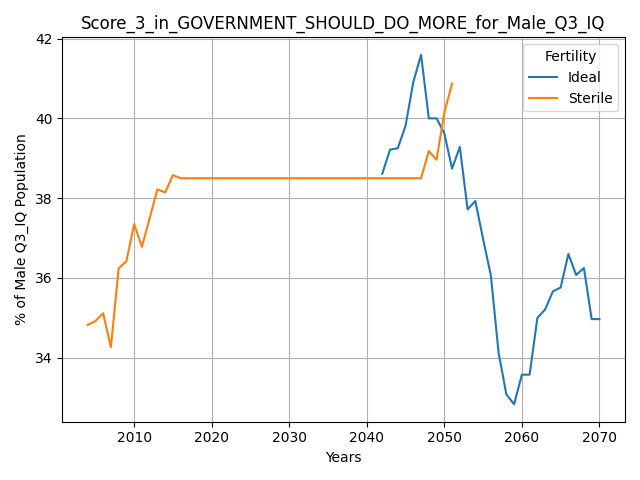 Score_3_in_GOVERNMENT_SHOULD_DO_MORE_for_Male_Q3_IQ
Fertility
Ideal
Sterile
% of Male Q3_IQ Population
42
40
38
36
34
2010
2020
2030
2040
2050
2060
2070
Years